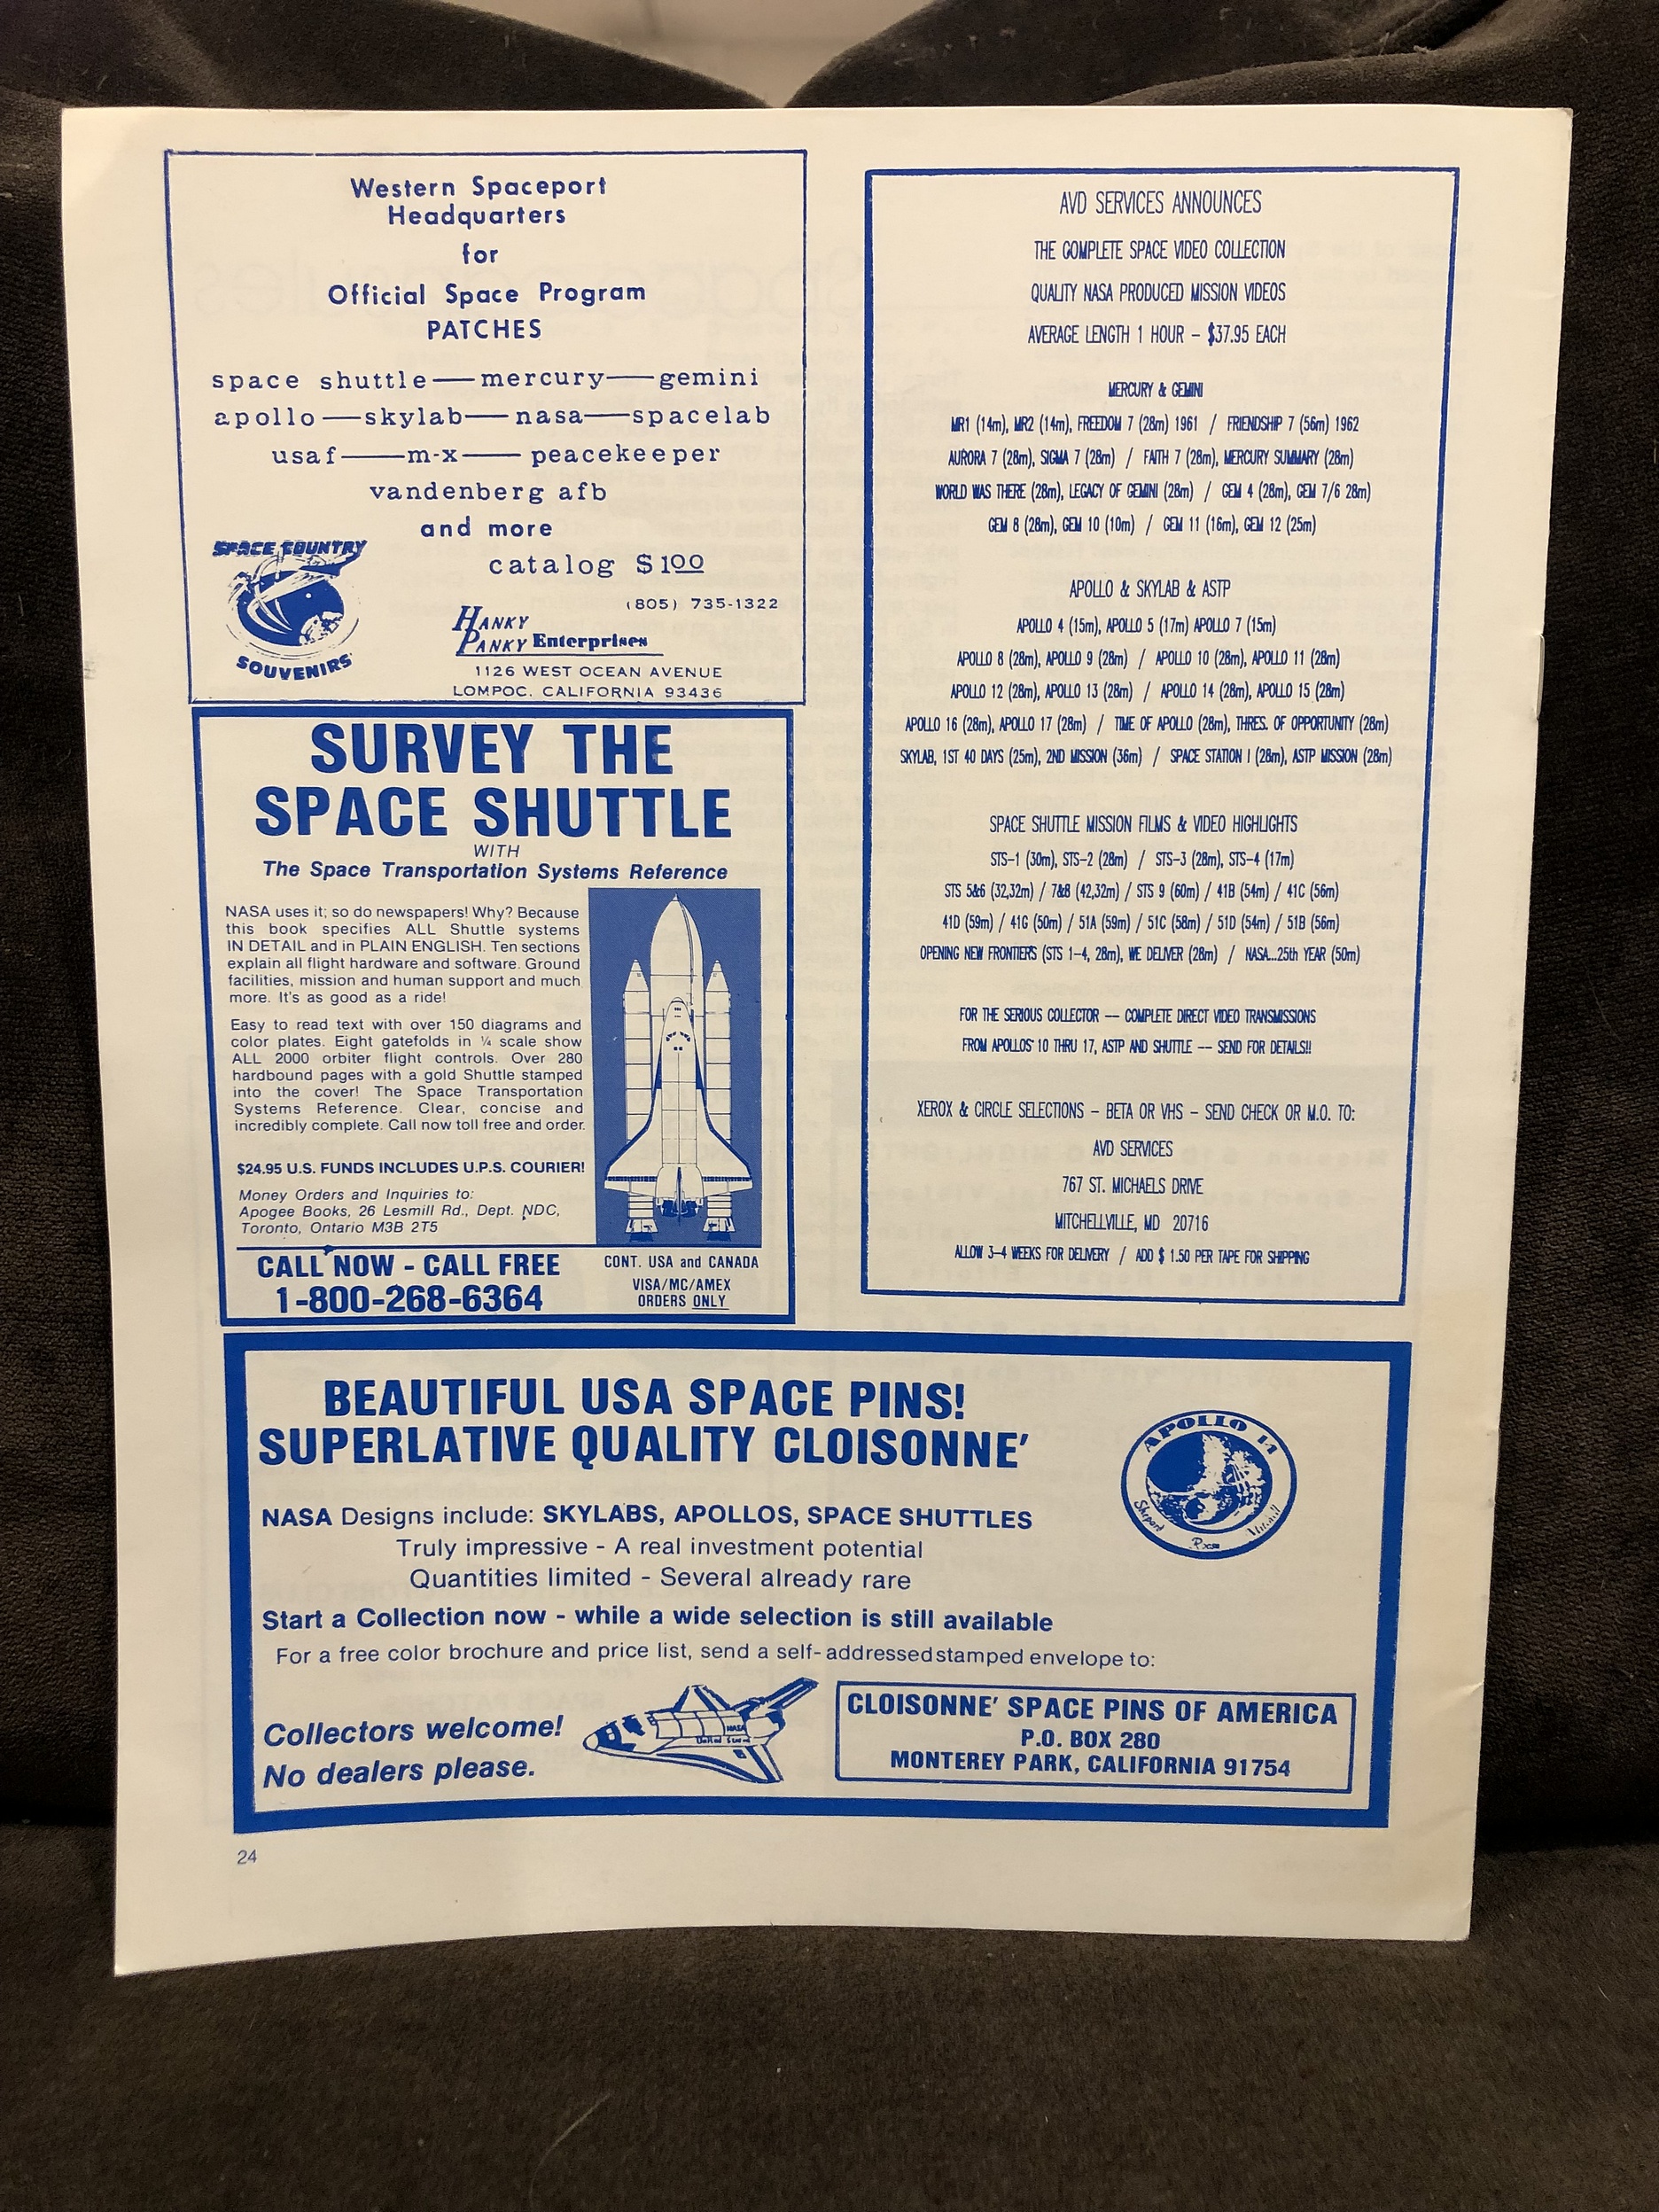 Western Spaceport
Headquarters
for
Official Space Program
PATCHES
space shuttle — mercury — gemini
apollo — skylab — nasa — spacelab
usaf — m-x — peacekeeper
vandenberg afb
and more
catalog $1.00
SPACE COUNTRY
SOUVENIRS
(805) 735-1322
HANKY
PANKY Enterprises
1126 WEST OCEAN AVENUE
LOMPOC, CALIFORNIA 93436
SURVEY THE
SPACE SHUTTLE
WITH
The Space Transportation Systems Reference
NASA uses it; so do newspapers! Why? Because
this book specifies ALL Shuttle systems
IN DETAIL and in PLAIN ENGLISH. Ten sections
explain all flight hardware and software. Ground
facilities, mission and human support and much
more. It's as good as a ride!
Easy to read text with over 150 diagrams and
color plates. Eight gatefolds in ¼ scale show
ALL 2000 orbiter flight controls. Over 280
hardbound pages with a gold Shuttle stamped
into the cover! The Space Transportation
Systems Reference. Clear, concise and
incredibly complete. Call now toll free and order.
$24.95 U.S. FUNDS INCLUDES U.P.S. COURIER!
Money Orders and Inquiries to:
Apogee Books, 26 Lesmill Rd., Dept. NDC,
Toronto, Ontario M3B 2T5
CALL NOW - CALL FREE
1-800-268-6364
CONT. USA and CANADA
VISA/MC/AMEX
ORDERS ONLY
AVD SERVICES ANNOUNCES
THE COMPLETE SPACE VIDEO COLLECTION
QUALITY NASA PRODUCED MISSION VIDEOS
AVERAGE LENGTH 1 HOUR - $37.95 EACH
MERCURY & GEMINI
MR1 (14m), MR2 (14m), FREEDOM 7 (28m) 1961 / FRIENDSHIP 7 (56m) 1962
AURORA 7 (28m), SIGMA 7 (28m) / FAITH 7 (28m), MERCURY SUMMARY (28m)
WORLD WAS THERE (28m), LEGACY OF GEMINI (28m) / GEM 4 (28m), GEM 7/6 28m)
GEM 8 (28m), GEM 10 (10m) / GEM 11 (16m), GEM 12 (25m)
APOLLO & SKYLAB & ASTP
APOLLO 4 (15m), APOLLO 5 (17m) APOLLO 7 (15m)
APOLLO 8 (28m), APOLLO 9 (28m) / APOLLO 10 (28m), APOLLO 11 (28m)
APOLLO 12 (28m), APOLLO 13 (28m) / APOLLO 14 (28m), APOLLO 15 (28m)
APOLLO 16 (28m), APOLLO 17 (28m) / TIME OF APOLLO (28m), THRES. OF OPPORTUNITY (28m)
SKYLAB, 1ST 40 DAYS (25m), 2ND MISSION (36m) / SPACE STATION I (28m), ASTP MISSION (28m)
SPACE SHUTTLE MISSION FILMS & VIDEO HIGHLIGHTS
STS-1 (30m), STS-2 (28m) / STS-3 (28m), STS-4 (17m)
STS 5&6 (32,32m) / 7&8 (42,32m) / STS 9 (60m) / 41B (54m) / 41C (56m)
41D (59m) / 41G (50m) / 51A (59m) / 51C (58m) / 51D (54m) / 51B (56m)
OPENING NEW FRONTIERS (STS 1-4, 28m), WE DELIVER (28m) / NASA...25th YEAR (50m)
FOR THE SERIOUS COLLECTOR -- COMPLETE DIRECT VIDEO TRANSMISSIONS
FROM APOLLOS' 10 THRU 17, ASTP AND SHUTTLE -- SEND FOR DETAILS!!
XEROX & CIRCLE SELECTIONS - BETA OR VHS - SEND CHECK OR M.O. TO:
AVD SERVICES
767 ST. MICHAELS DRIVE
MITCHELLVILLE, MD 20716
ALLOW 3-4 WEEKS FOR DELIVERY / ADD $ 1.50 PER TAPE FOR SHIPPING
BEAUTIFUL USA SPACE PINS!
SUPERLATIVE QUALITY CLOISONNE'
NASA Designs include: SKYLABS, APOLLOS, SPACE SHUTTLES
Truly impressive - A real investment potential
Quantities limited - Several already rare
Start a Collection now - while a wide selection is still available
For a free color brochure and price list, send a self-addressed stamped envelope to:
APOLLO 14
Shepard
Roosa
Mitchell
Collectors welcome!
No dealers please.
NASA
United States
CLOISONNE' SPACE PINS OF AMERICA
P.O. BOX 280
MONTEREY PARK, CALIFORNIA 91754
24